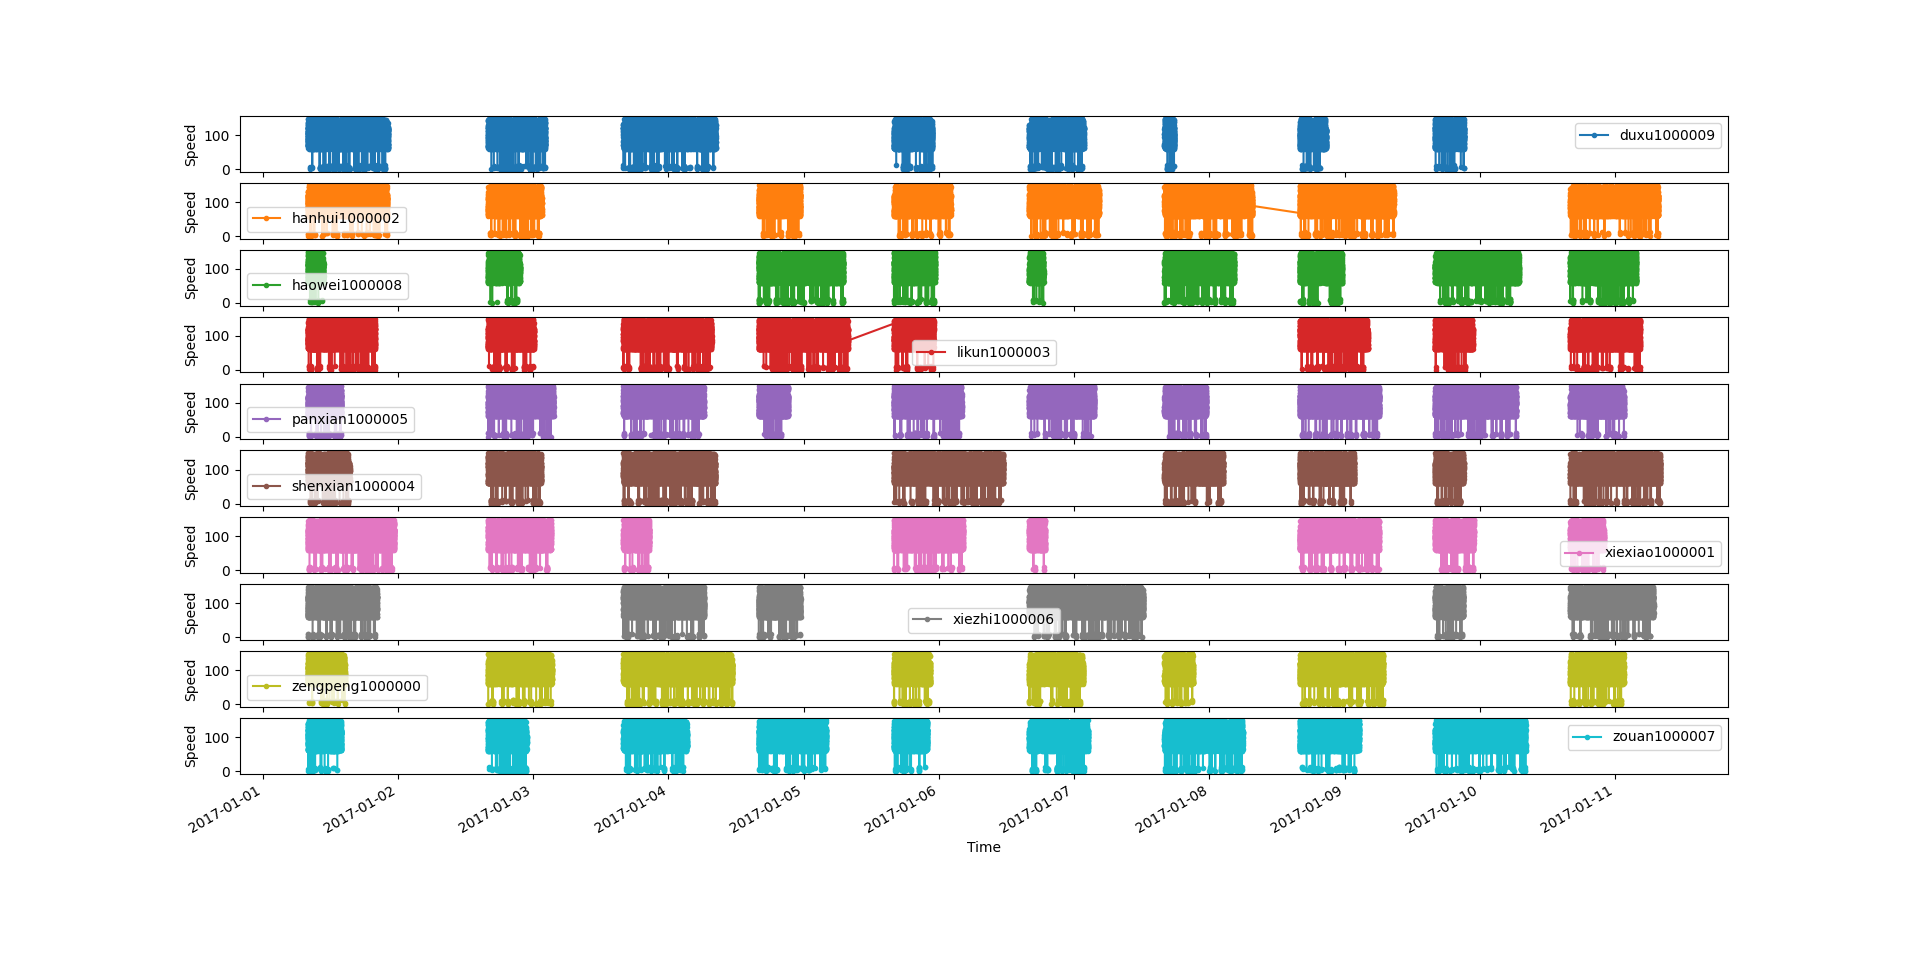 Speed
100
0
duxu1000009
Speed
100
0
hanhui1000002
Speed
100
0
haowei1000008
Speed
100
0
likun1000003
Speed
100
0
panxian1000005
Speed
100
0
shenxian1000004
Speed
100
0
xiexiao1000001
Speed
100
0
xiezhi1000006
Speed
100
0
zengpeng1000000
Speed
100
0
zouan1000007
2017-01-01
2017-01-02
2017-01-03
2017-01-04
2017-01-05
2017-01-06
2017-01-07
2017-01-08
2017-01-09
2017-01-10
2017-01-11
Time